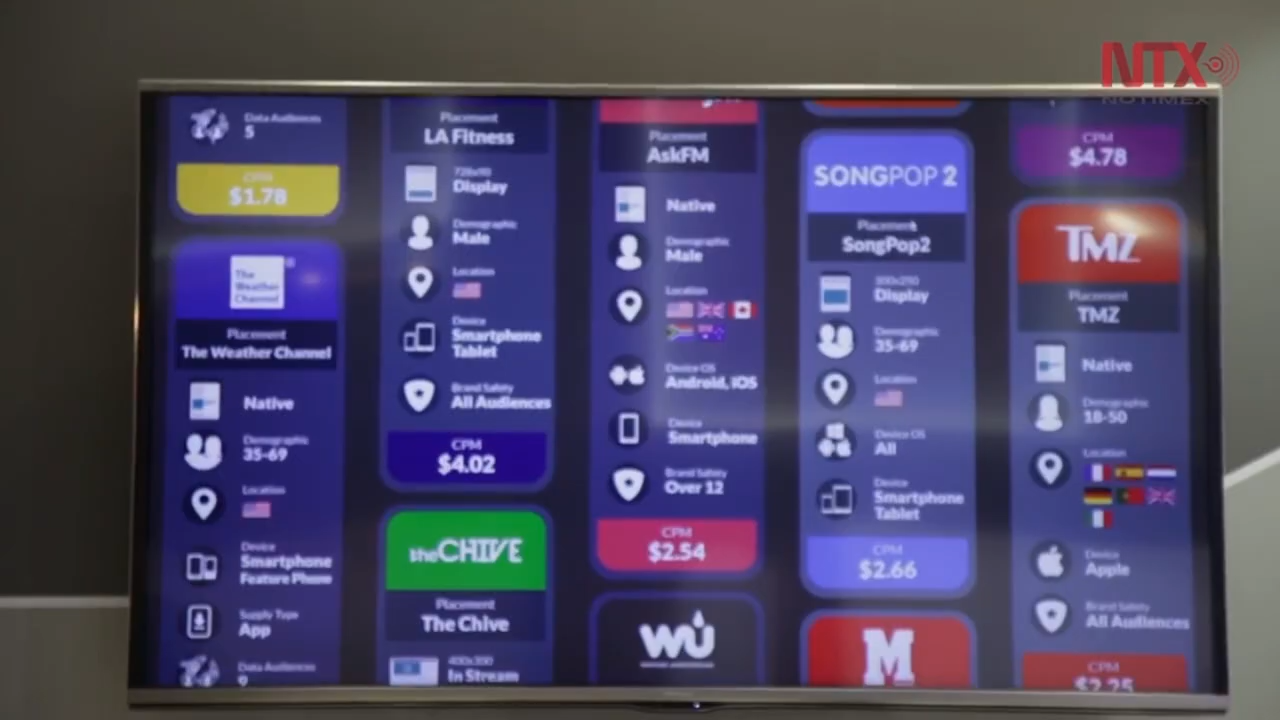 NTX
NOTIMEX
Data Audiences
5
CPM
$1.78
The
Weather
Channel
Placement
The Weather Channel
Native
Demographic
35-69
Location
Device
Smartphone
Feature Phone
Supply Type
App
Data Audiences
9
Placement
LA Fitness
728x90
Display
Demographic
Male
Location
Device
Smartphone
Tablet
Brand Safety
All Audiences
CPM
$4.02
theCHIVE
Placement
The Chive
400x300
In Stream
Placement
AskFM
Native
Demographic
Male
Location
Device OS
Android, iOS
Device
Smartphone
Brand Safety
Over 12
CPM
$2.54
WU
SONGPOP 2
Placement
SongPop2
300x250
Display
Demographic
35-69
Location
Device OS
All
Device
Smartphone
Tablet
CPM
$2.66
M
CPM
$4.78
TMZ
Placement
TMZ
Native
Demographic
18-50
Location
Device
Apple
Brand Safety
All Audiences
CPM
$2.25